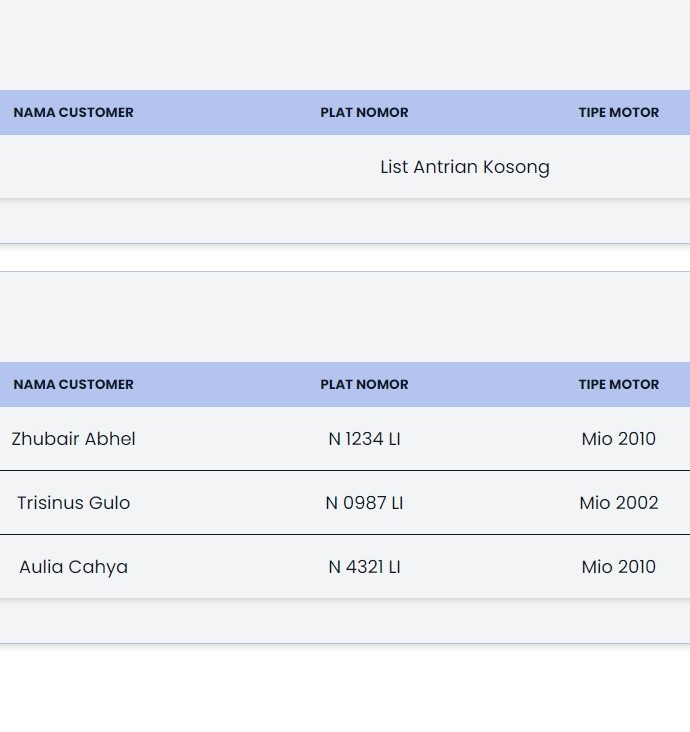 NAMA CUSTOMER PLAT NOMOR TIPE MOTOR
List Antrian Kosong
NAMA CUSTOMER PLAT NOMOR TIPE MOTOR
Zhubair Abhel N 1234 LI Mio 2010
Trisinus Gulo N 0987 LI Mio 2002
Aulia Cahya N 4321 LI Mio 2010